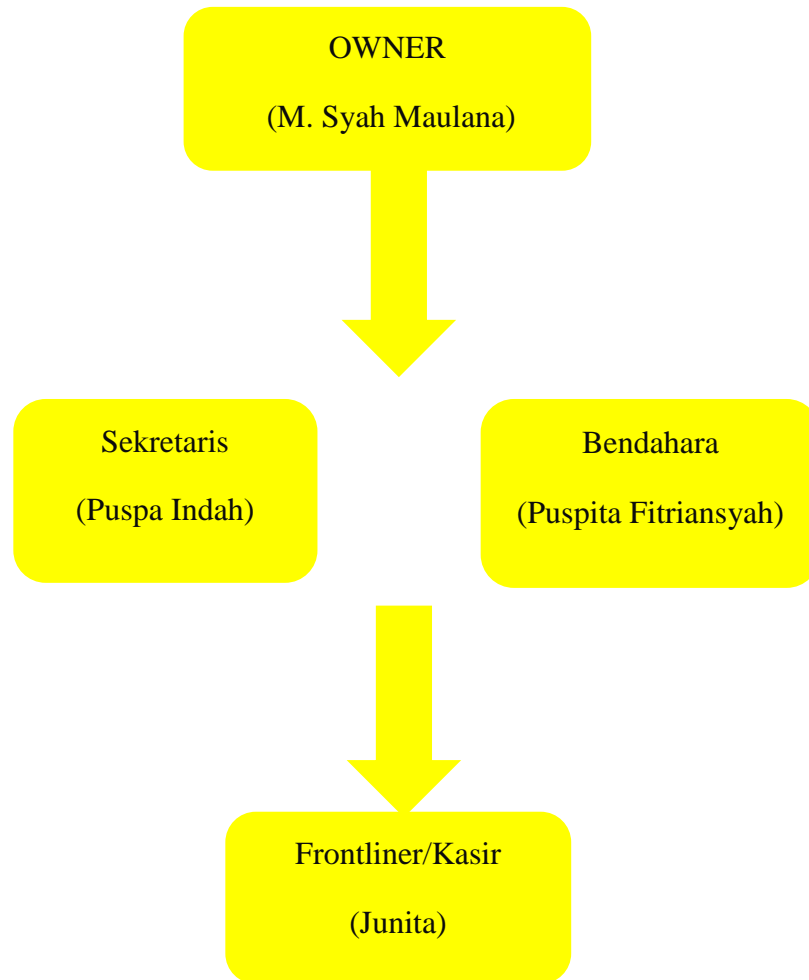 OWNER
(M. Syah Maulana)
Sekretaris
(Puspa Indah)
Bendahara
(Puspita Fitriansyah)
Frontliner/Kasir
(Junita)